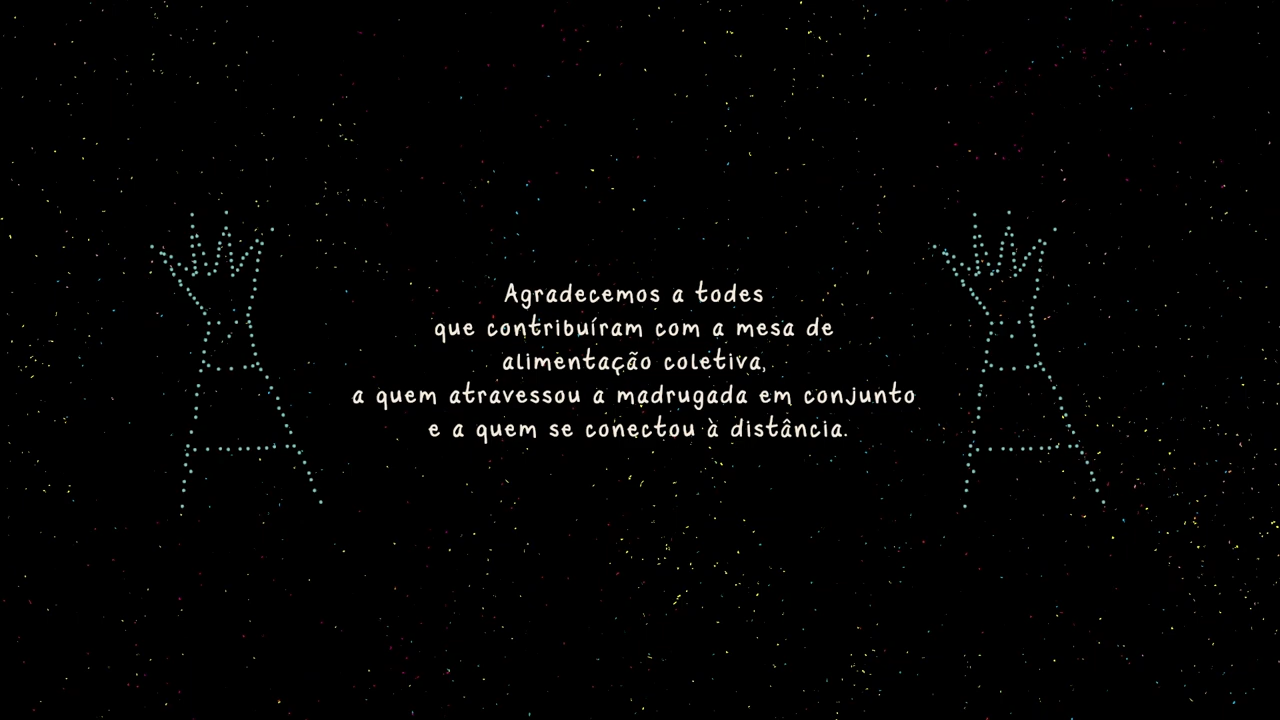 Agradecemos a todes
que contribuíram com a mesa de
alimentação coletiva,
a quem atravessou a madrugada em conjunto
e a quem se conectou à distância.